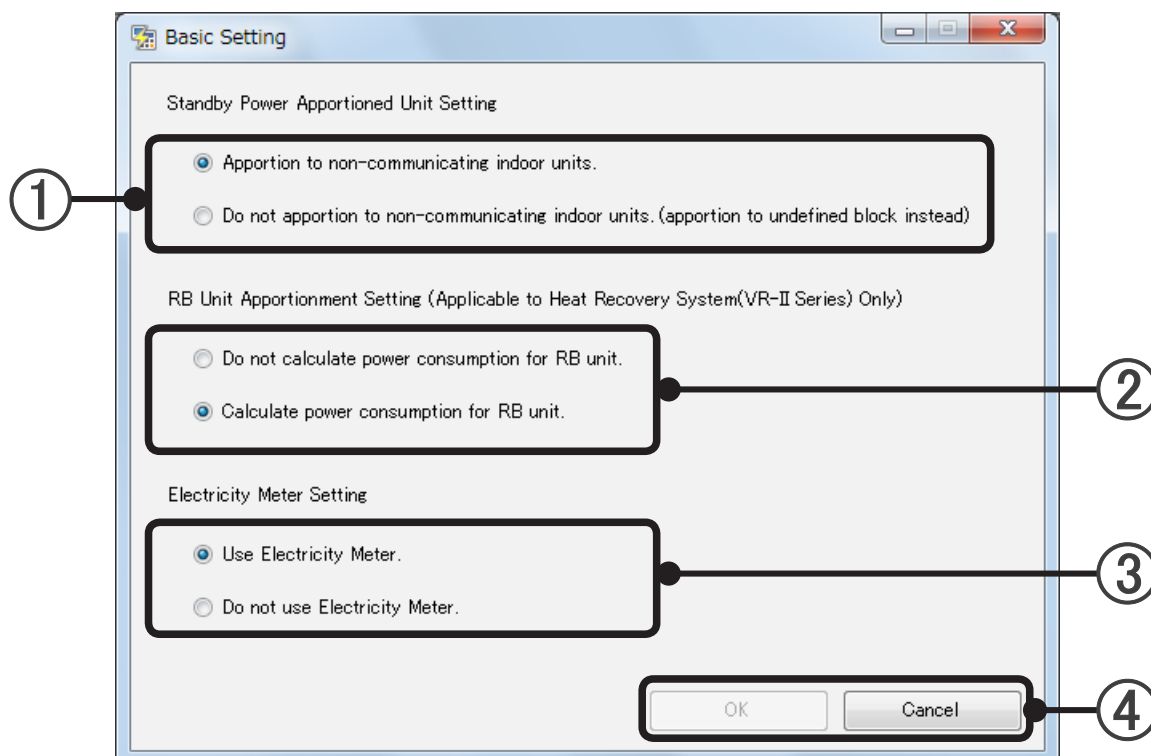 Basic Setting
Standby Power Apportioned Unit Setting
① Apportion to non-communicating indoor units.
Do not apportion to non-communicating indoor units. (apportion to undefined block instead)
RB Unit Apportionment Setting (Applicable to Heat Recovery System(VR-II Series) Only)
Do not calculate power consumption for RB unit.
② Calculate power consumption for RB unit.
Electricity Meter Setting
Use Electricity Meter. ③
Do not use Electricity Meter.
OK Cancel ④